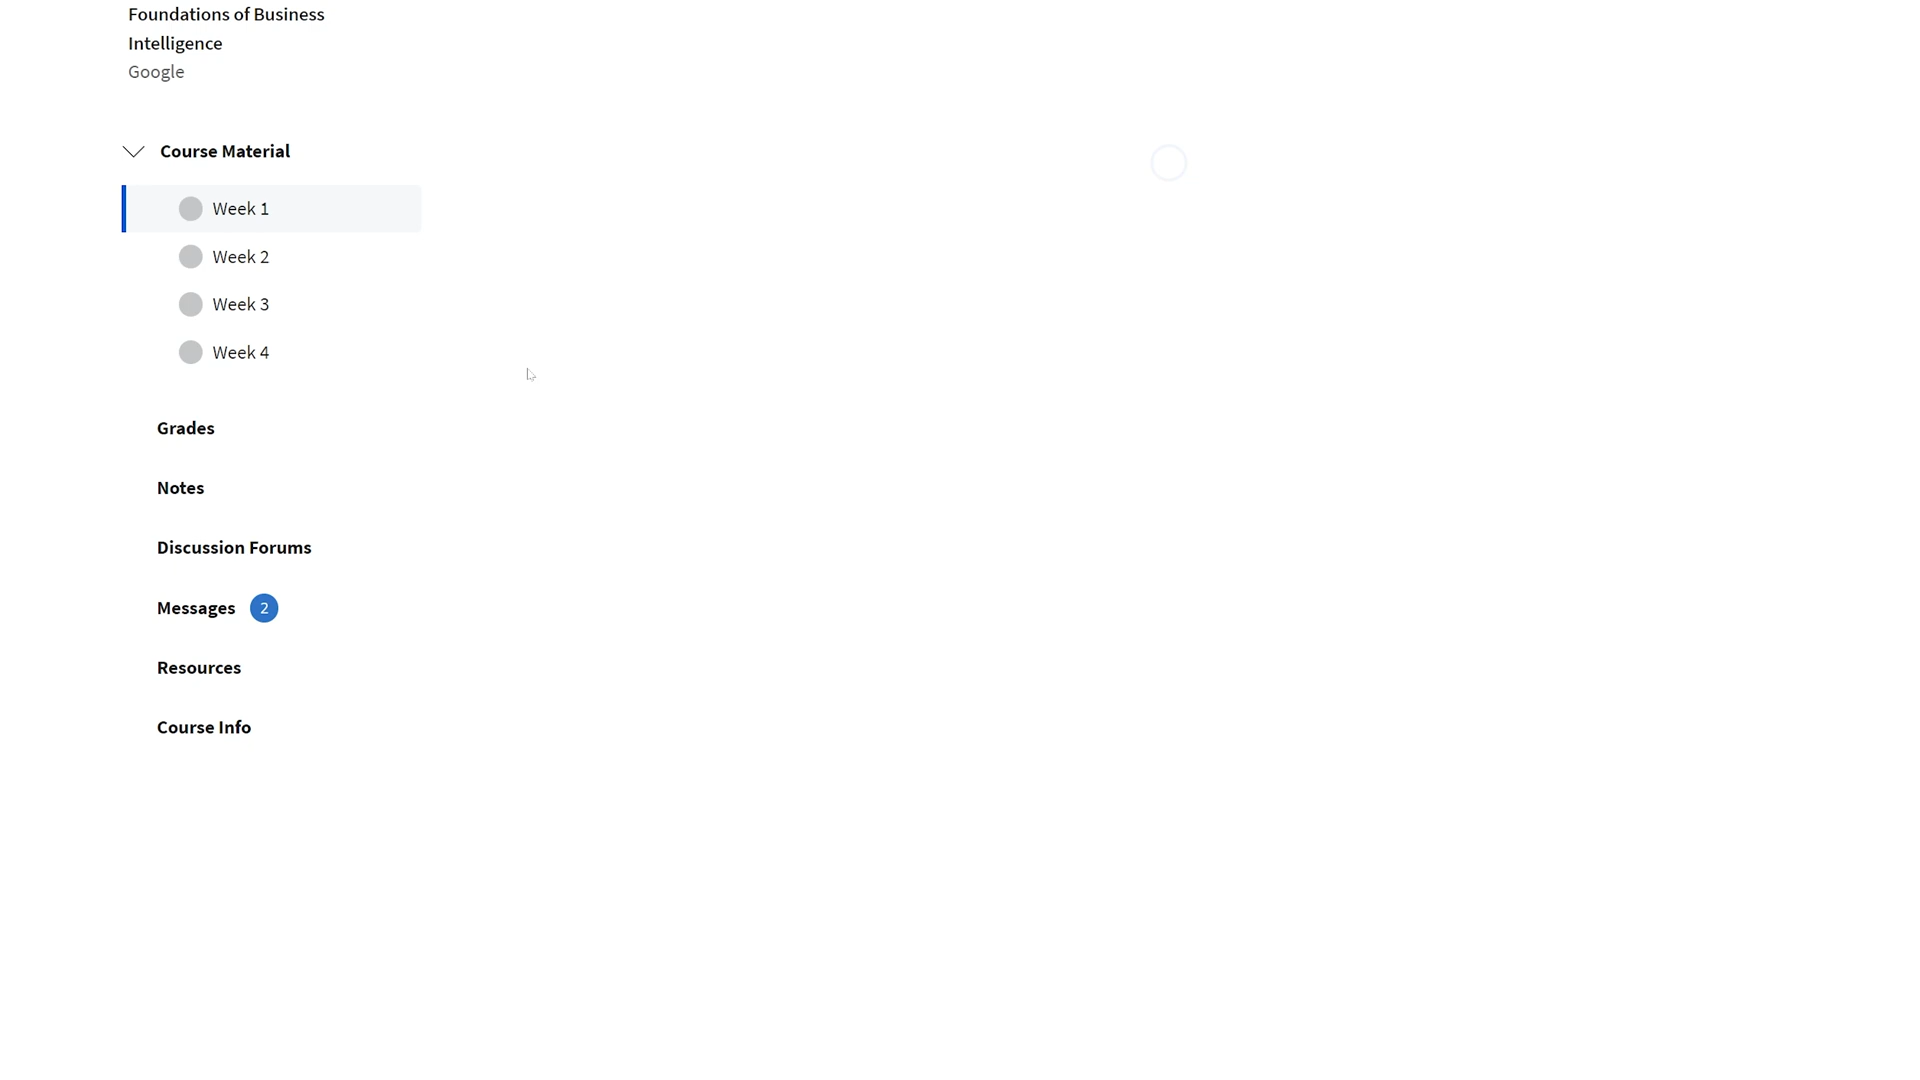 Foundations of Business
Intelligence
Google
Course Material
Week 1
Week 2
Week 3
Week 4
Grades
Notes
Discussion Forums
Messages 2
Resources
Course Info